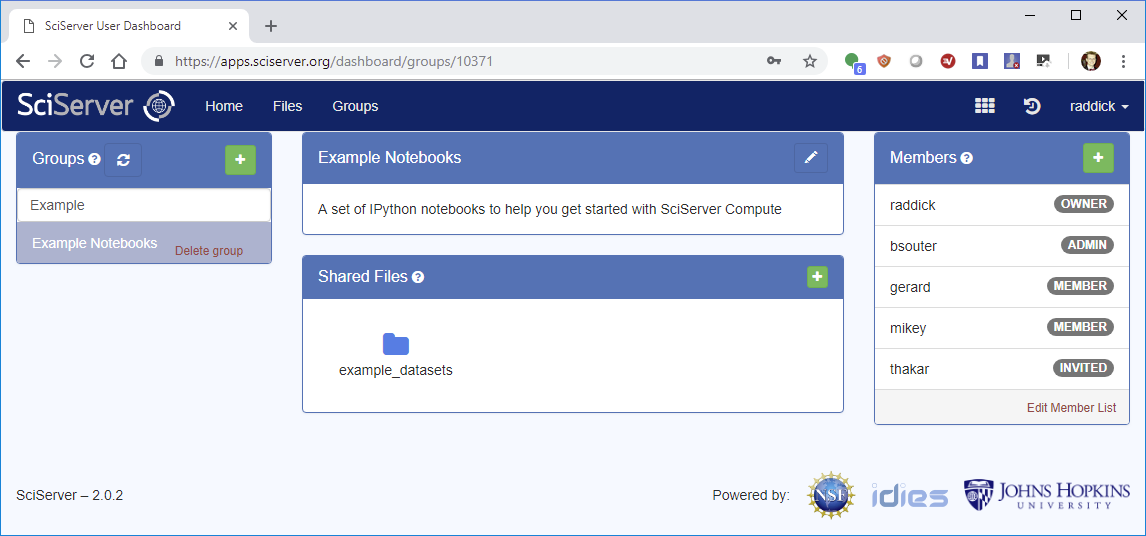 SciServer User Dashboard
https://apps.sciserver.org/dashboard/groups/10371
6
SciServer
Home
Files
Groups
raddick
Groups
Example
Example Notebooks
Delete group
Example Notebooks
A set of IPython notebooks to help you get started with SciServer Compute
Shared Files
example_datasets
Members
raddick OWNER
bsouter ADMIN
gerard MEMBER
mikey MEMBER
thakar INVITED
Edit Member List
SciServer – 2.0.2
Powered by:
NSF
idies
JOHNS HOPKINS
UNIVERSITY